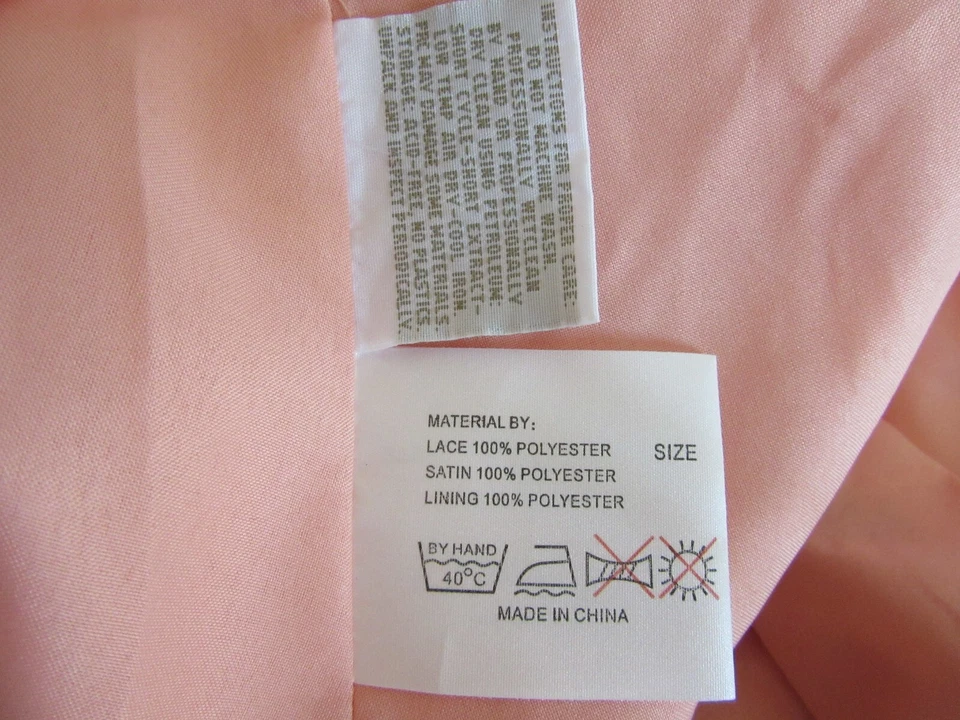 INSTRUCTIONS FOR PROPER CARE:
DO NOT MACHINE WASH.
PROFESSIONALLY WETCLEAN
BY HAND OR PROFESSIONALLY
DRY CLEAN USING PETROLEUM:
SHORT CYCLE-SHORT EXTRACT-
LOW TEMP AIR DRY-COOL IRON.
PRC MAY DAMAGE SOME MATERIALS.
STORAGE, ACID-FREE, NO PLASTICS.
UNPACK AND INSPECT PERIODICALLY.
MATERIAL BY:
LACE 100% POLYESTER
SIZE
SATIN 100% POLYESTER
LINING 100% POLYESTER
BY HAND
40°C
MADE IN CHINA